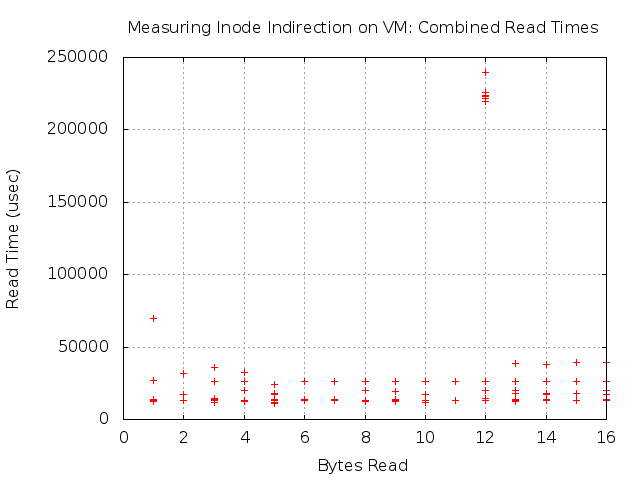 Measuring Inode Indirection on VM: Combined Read Times
250000
200000
150000
100000
50000
0
Read Time (usec)
0 2 4 6 8 10 12 14 16
Bytes Read